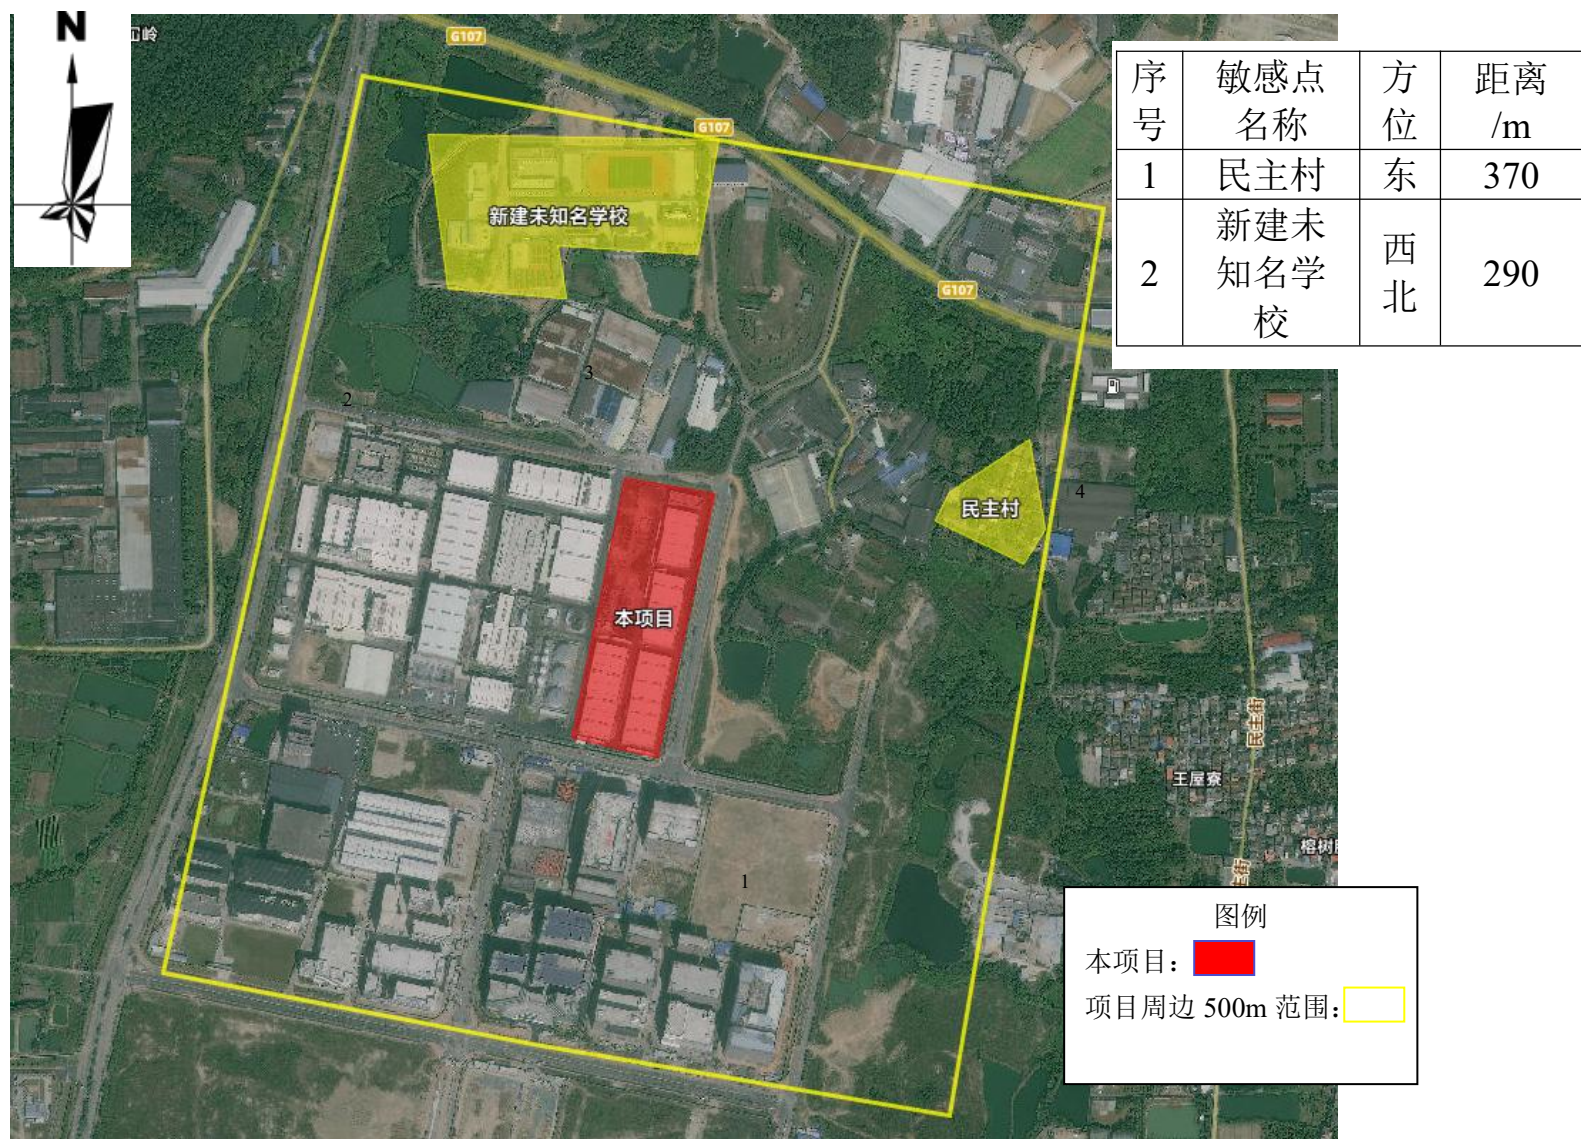 N
G107
序号
敏感点名称
方位
距离/m
1
民主村
东
370
2
新建未知名学校
西北
290
G107
新建未知名学校
G107
3
2
4
民主村
本项目
民主街
王屋寮
1
图例
本项目：
项目周边 500m 范围：